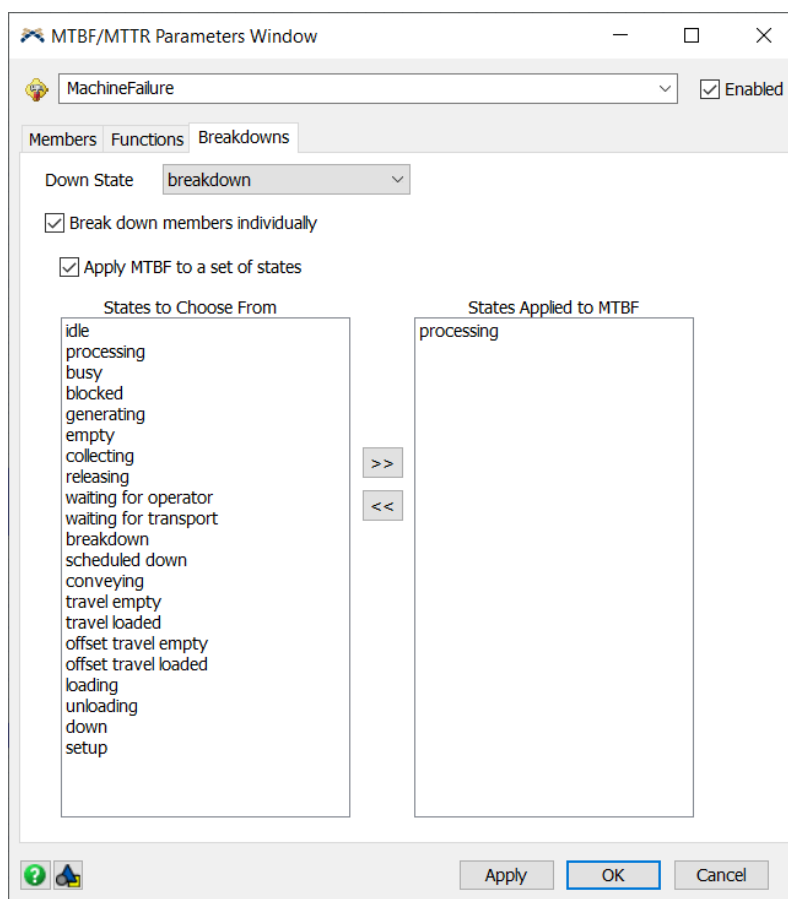 MTBF/MTTR Parameters Window
MachineFailure
Enabled
Members Functions Breakdowns
Down State breakdown
Break down members individually
Apply MTBF to a set of states
States to Choose From
idle
processing
busy
blocked
generating
empty
collecting
releasing
waiting for operator
waiting for transport
breakdown
scheduled down
conveying
travel empty
travel loaded
offset travel empty
offset travel loaded
loading
unloading
down
setup
>>
<<
States Applied to MTBF
processing
?
Apply OK Cancel